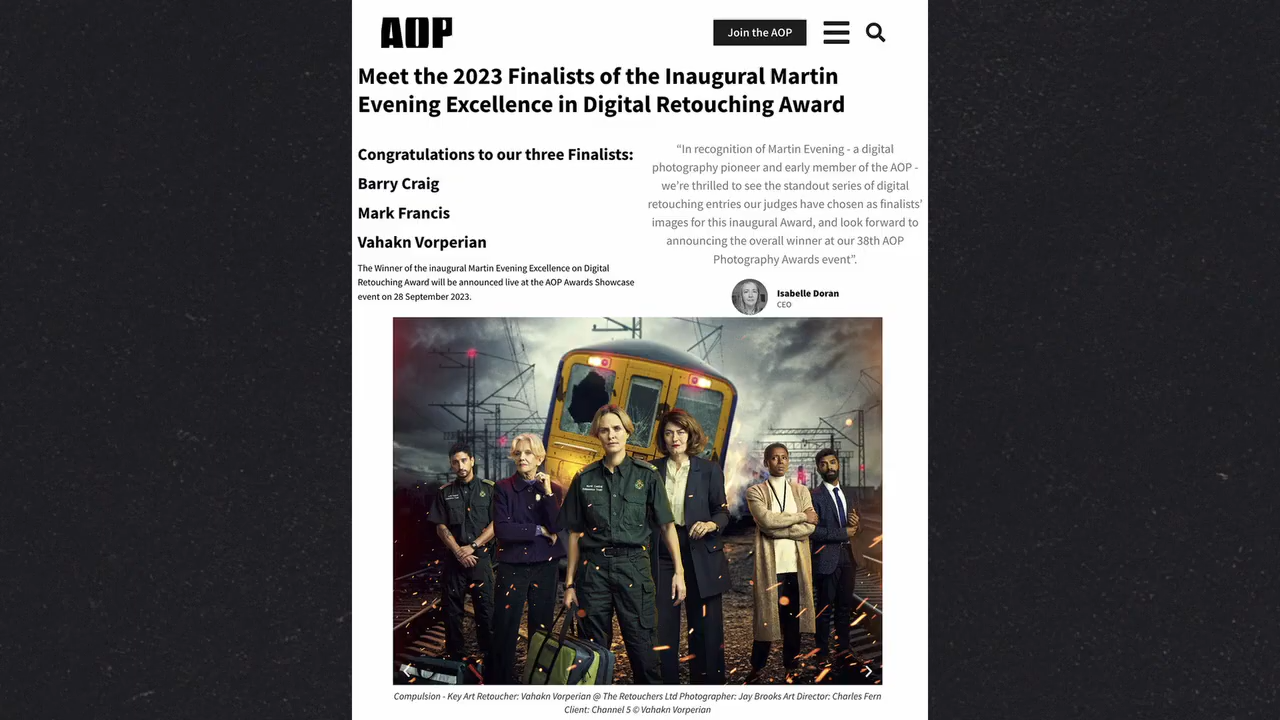 AOP
Join the AOP
Meet the 2023 Finalists of the Inaugural Martin
Evening Excellence in Digital Retouching Award
Congratulations to our three Finalists:
Barry Craig
Mark Francis
Vahakn Vorperian
The Winner of the inaugural Martin Evening Excellence on Digital
Retouching Award will be announced live at the AOP Awards Showcase
event on 28 September 2023.
“In recognition of Martin Evening - a digital
photography pioneer and early member of the AOP -
we're thrilled to see the standout series of digital
retouching entries our judges have chosen as finalists'
images for this inaugural Award, and look forward to
announcing the overall winner at our 38th AOP
Photography Awards event”.
Isabelle Doran
CEO
Compulsion - Key Art Retoucher: Vahakn Vorperian @ The Retouchers Ltd Photographer: Jay Brooks Art Director: Charles Fern
Client: Channel 5 © Vahakn Vorperian